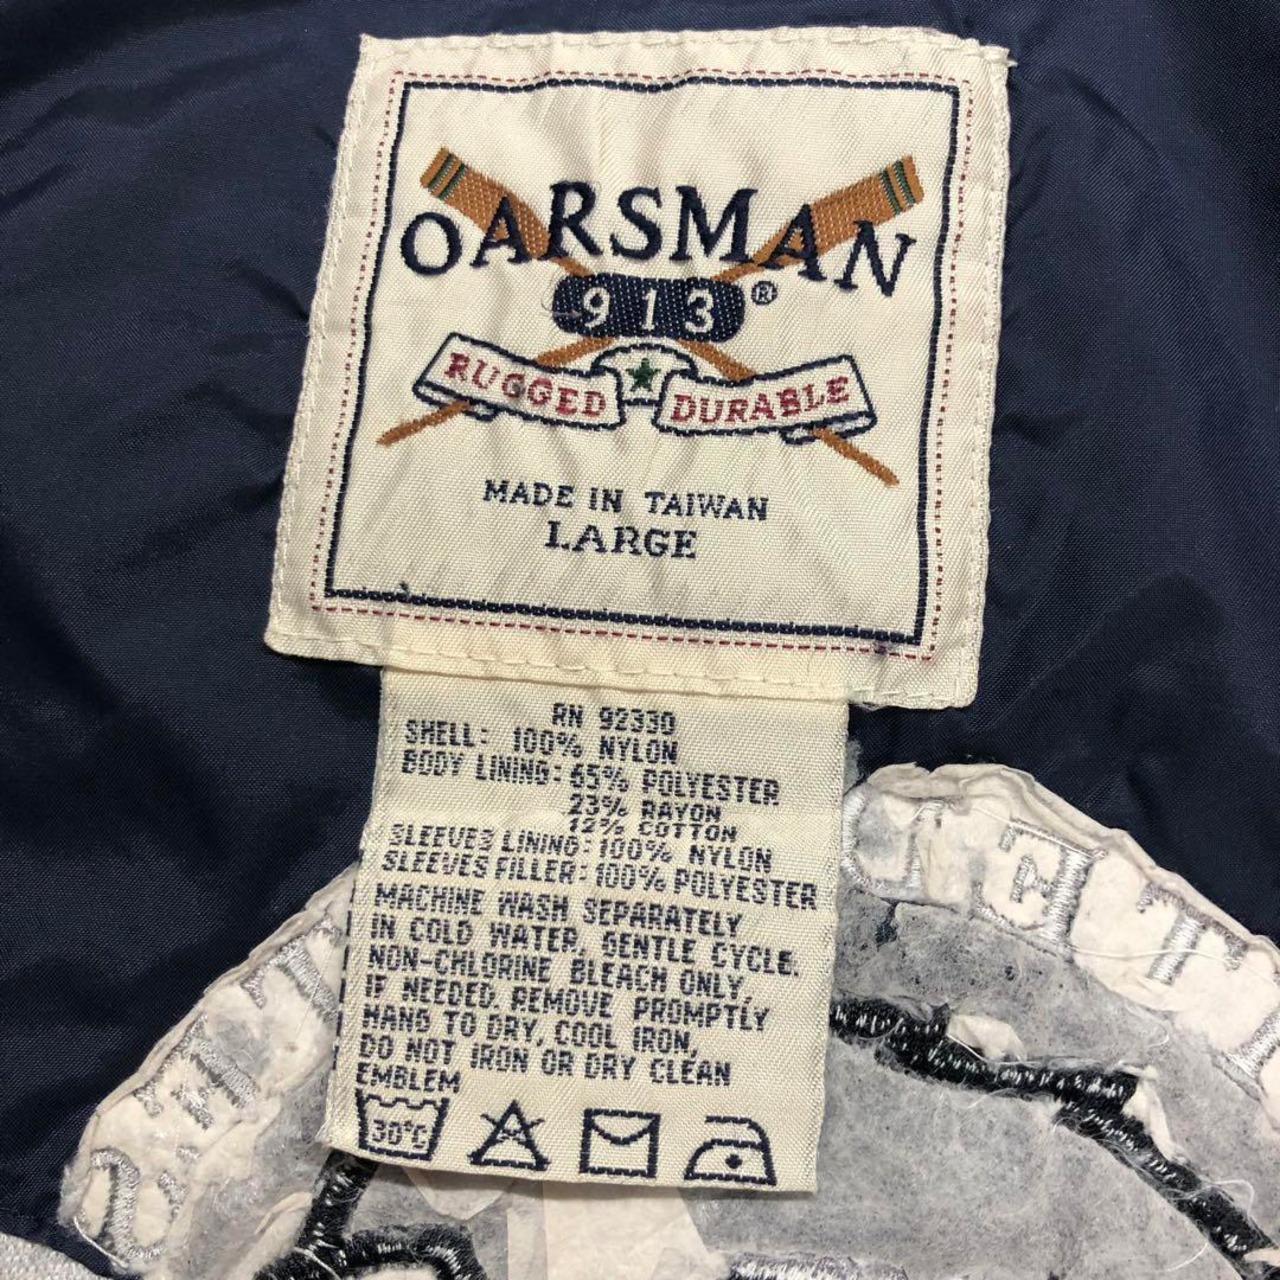 OARSMAN
913®
RUGGED DURABLE
MADE IN TAIWAN
LARGE
RN 92330
SHELL: 100% NYLON
BODY LINING: 65% POLYESTER
23% RAYON
12% COTTON
SLEEVES LINING: 100% NYLON
SLEEVES FILLER: 100% POLYESTER
MACHINE WASH SEPARATELY
IN COLD WATER, GENTLE CYCLE.
NON-CHLORINE BLEACH ONLY,
IF NEEDED. REMOVE PROMPTLY
HANG TO DRY, COOL IRON,
DO NOT IRON OR DRY CLEAN
EMBLEM
30°C